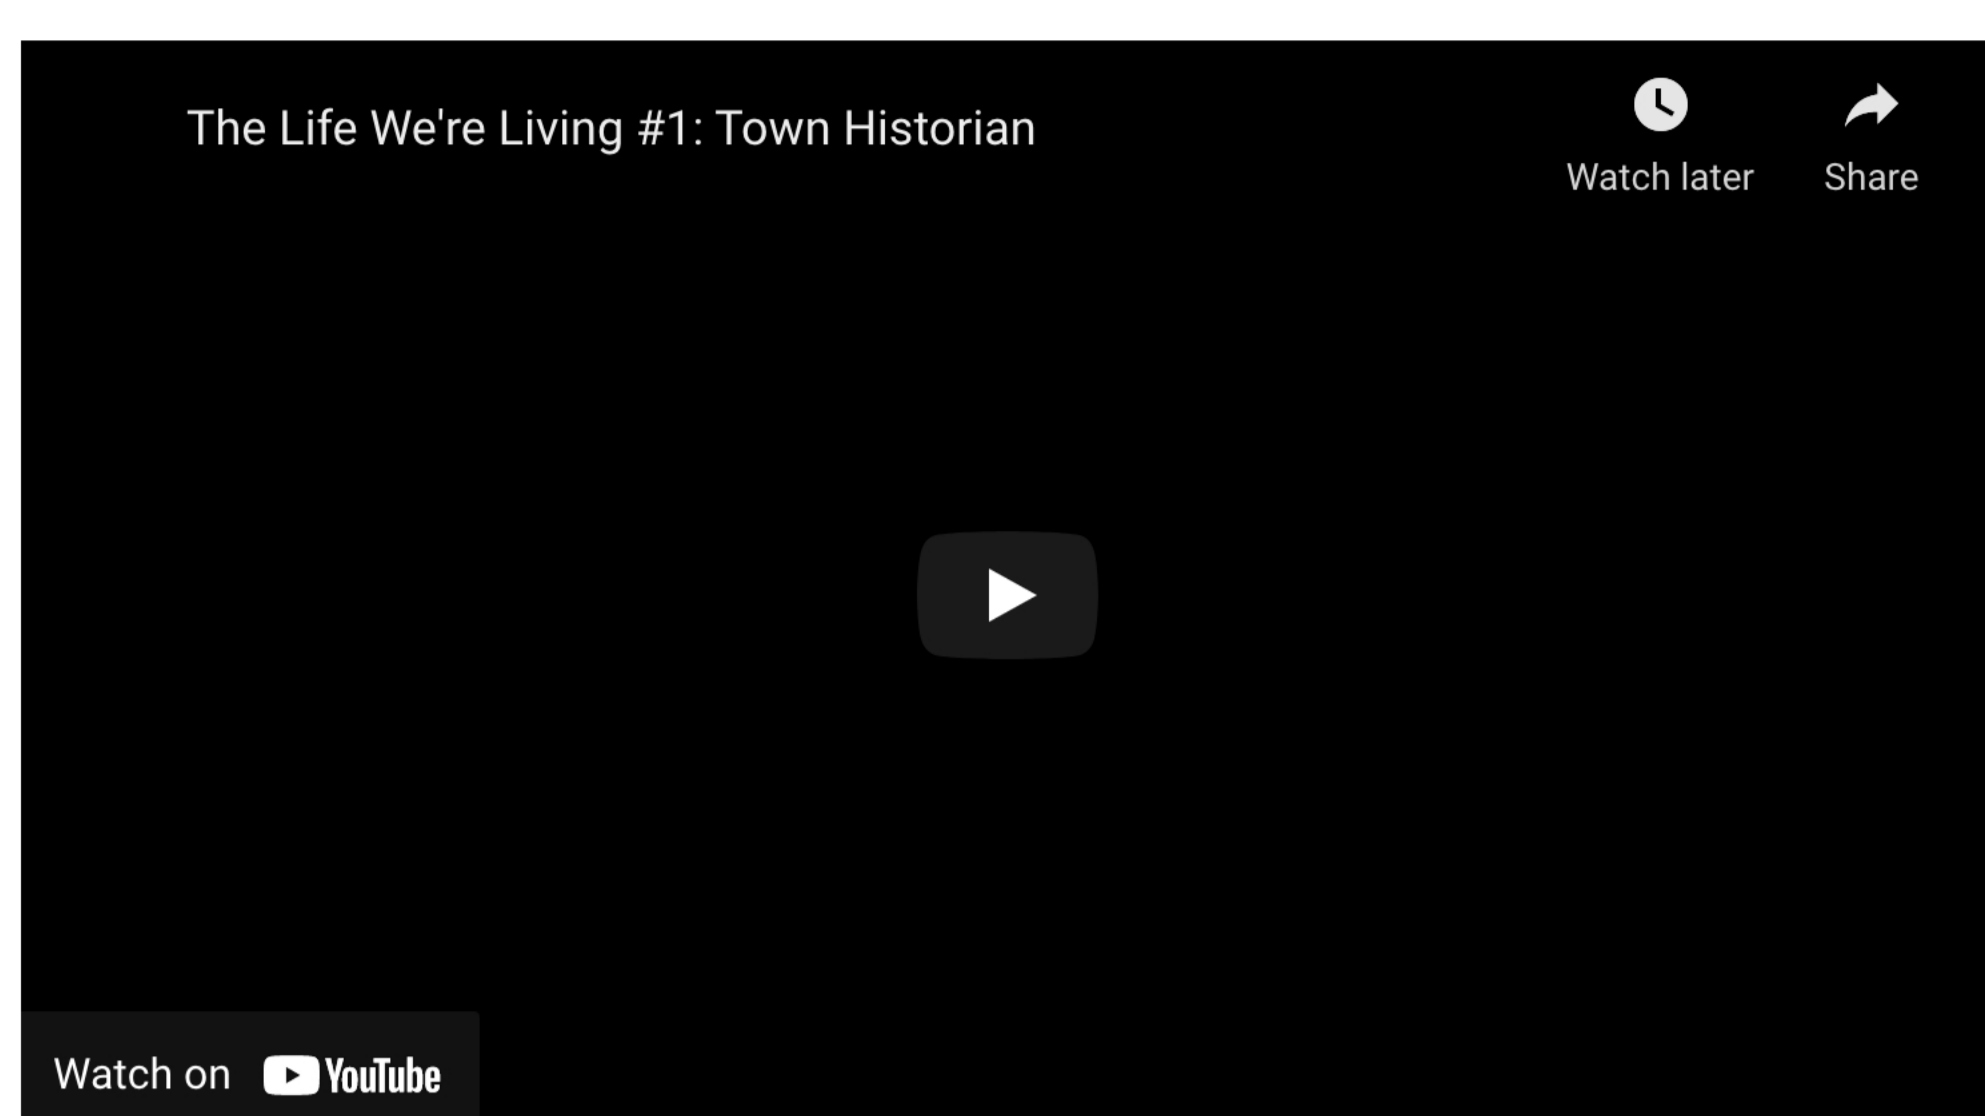 The Life We're Living #1: Town Historian
Watch later
Share
Watch on YouTube